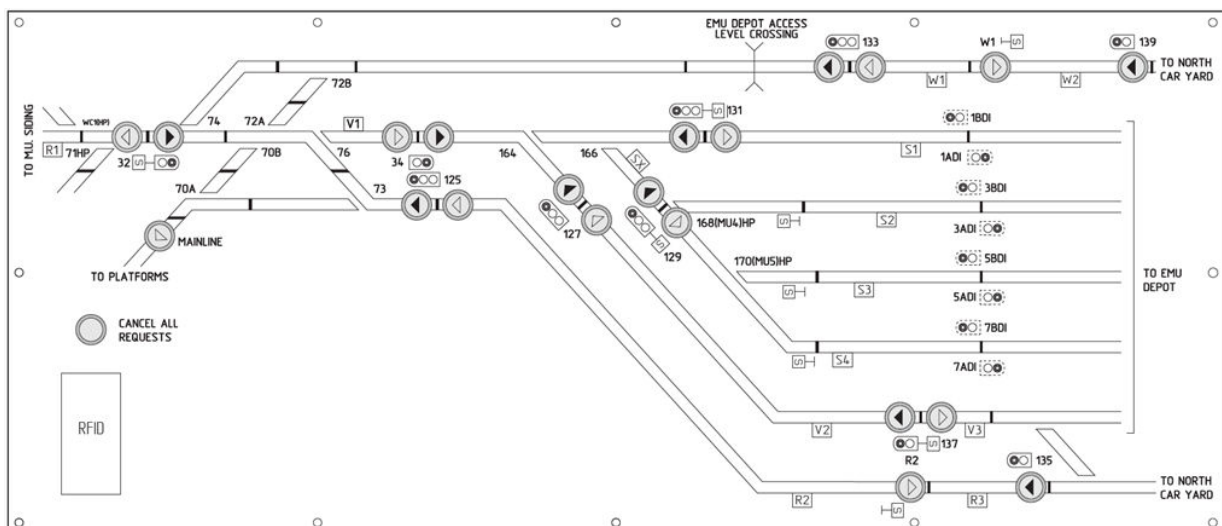 EMU DEPOT ACCESS
LEVEL CROSSING
133
W1
S
139
TO NORTH
CAR YARD
W1
W2
72B
TO M.U. SIDING
WC1(HP)
74
72A
V1
S
131
1BDI
R1
71HP
32
S
70B
76
34
164
166
SX
S1
1ADI
125
3BDI
70A
73
127
129
S
168(MU4)HP
S
S2
3ADI
MAINLINE
TO PLATFORMS
170(MU5)HP
5BDI
S
S3
5ADI
TO EMU
DEPOT
CANCEL ALL
REQUESTS
7BDI
S
S4
7ADI
RFID
V2
V3
S
137
R2
135
TO NORTH
CAR YARD
R2
R3
S